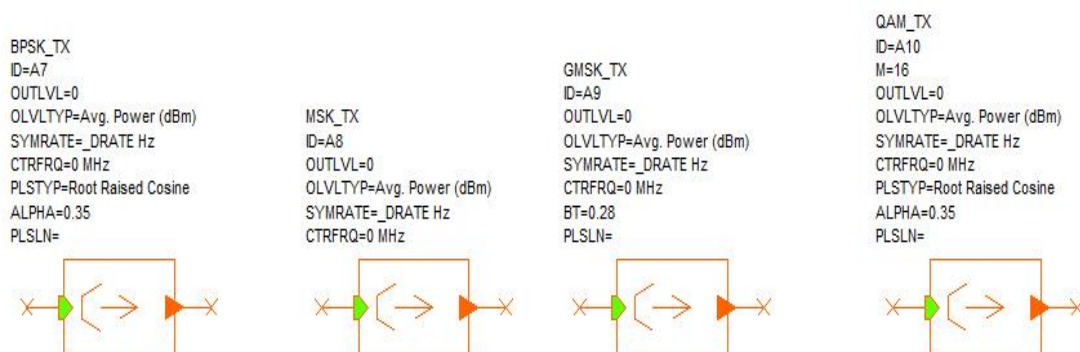 BPSK_TX
ID=A7
OUTLVL=0
OLVLTYP=Avg. Power (dBm)
SYMRATE=_DRATE Hz
CTRFRQ=0 MHz
PLSTYP=Root Raised Cosine
ALPHA=0.35
PLSLN=
MSK_TX
ID=A8
OUTLVL=0
OLVLTYP=Avg. Power (dBm)
SYMRATE=_DRATE Hz
CTRFRQ=0 MHz
GMSK_TX
ID=A9
OUTLVL=0
OLVLTYP=Avg. Power (dBm)
SYMRATE=_DRATE Hz
CTRFRQ=0 MHz
BT=0.28
PLSLN=
QAM_TX
ID=A10
M=16
OUTLVL=0
OLVLTYP=Avg. Power (dBm)
SYMRATE=_DRATE Hz
CTRFRQ=0 MHz
PLSTYP=Root Raised Cosine
ALPHA=0.35
PLSLN=